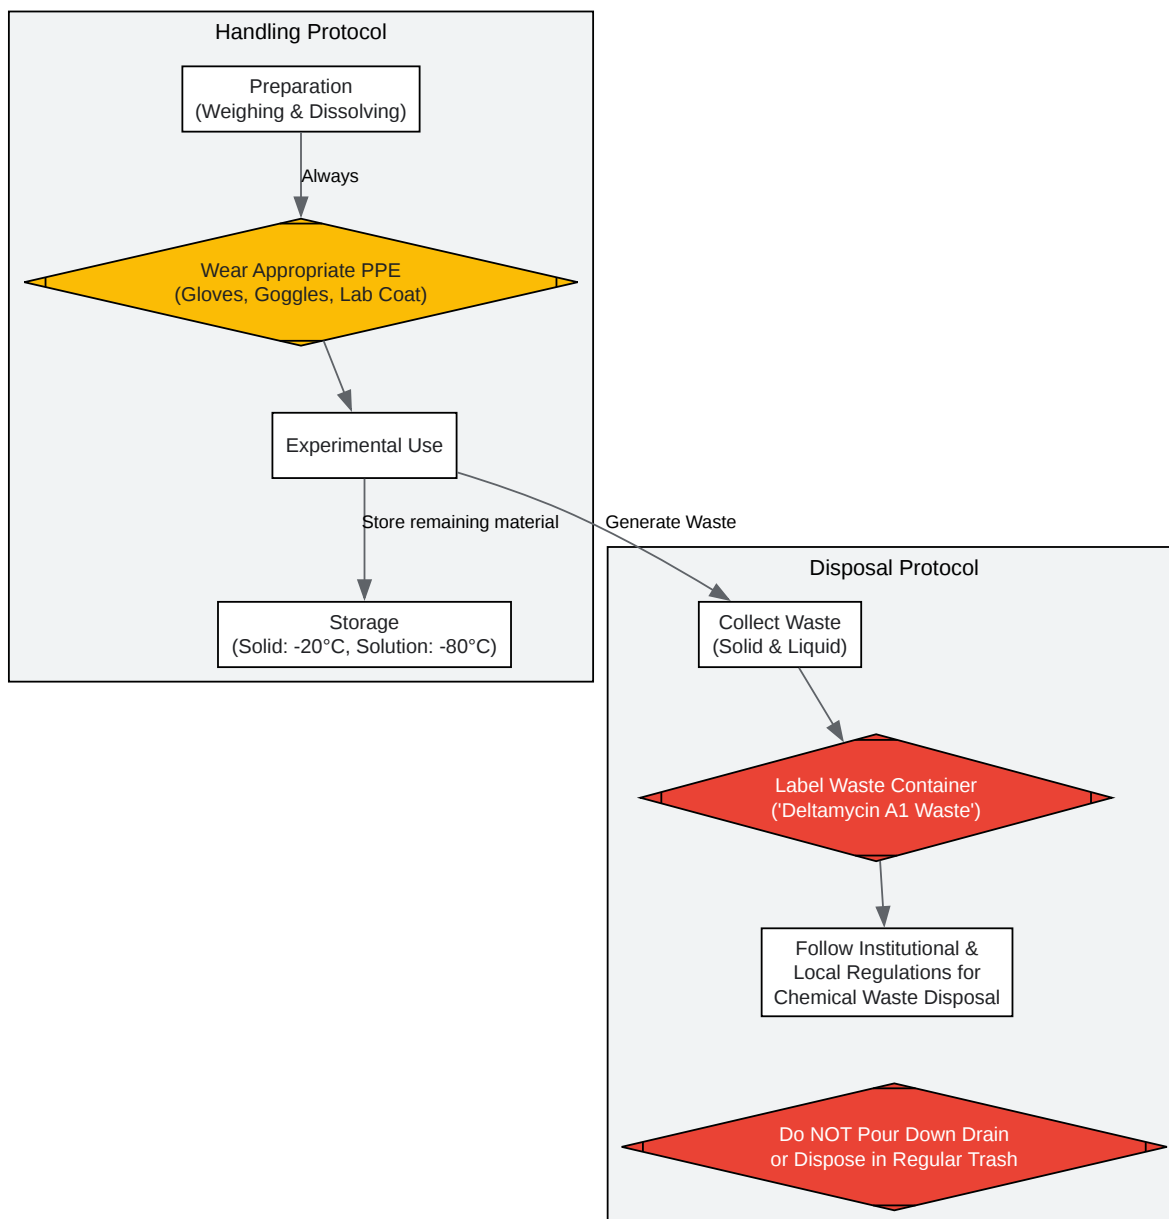 Handling Protocol
Preparation
(Weighing & Dissolving)
Always
Wear Appropriate PPE
(Gloves, Goggles, Lab Coat)
Experimental Use
Store remaining material
Generate Waste
Storage
(Solid: -20°C, Solution: -80°C)
Disposal Protocol
Collect Waste
(Solid & Liquid)
Label Waste Container
('Deltamycin A1 Waste')
Follow Institutional &
Local Regulations for
Chemical Waste Disposal
Do NOT Pour Down Drain
or Dispose in Regular Trash